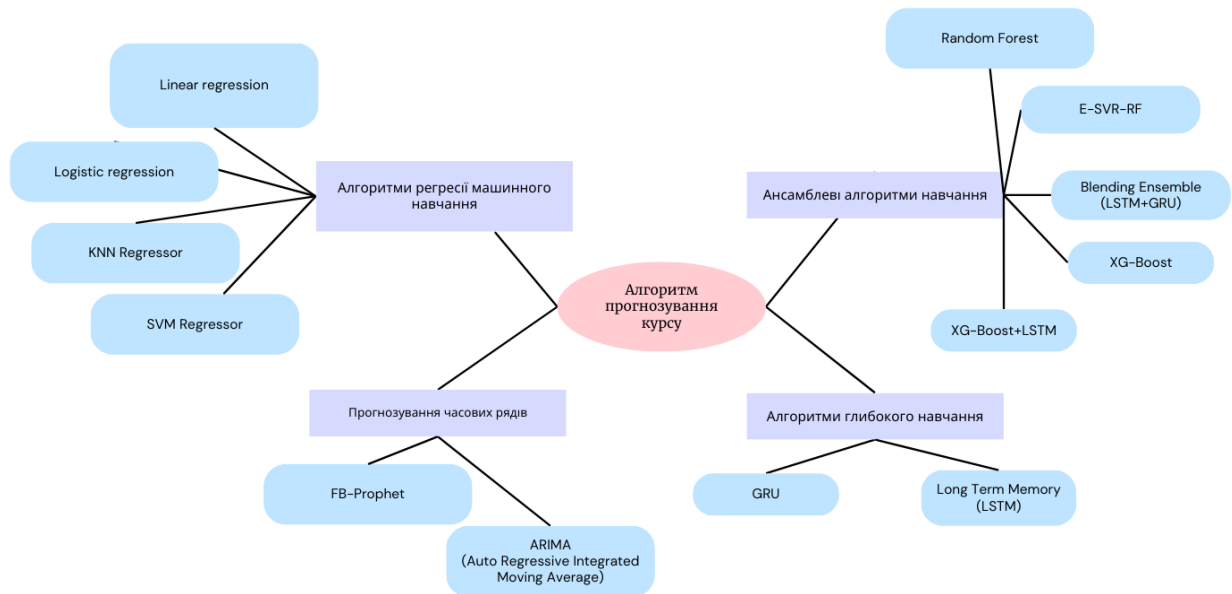 Random Forest
Linear regression
E-SVR-RF
Logistic regression
Алгоритми регресії машинного
навчання
Ансамблеві алгоритми навчання
Blending Ensemble
(LSTM+GRU)
KNN Regressor
XG-Boost
SVM Regressor
Алгоритм
прогнозування
курсу
XG-Boost+LSTM
Прогнозування часових рядів
Алгоритми глибокого навчання
FB-Prophet
GRU
Long Term Memory
(LSTM)
ARIMA
(Auto Regressive Integrated
Moving Average)